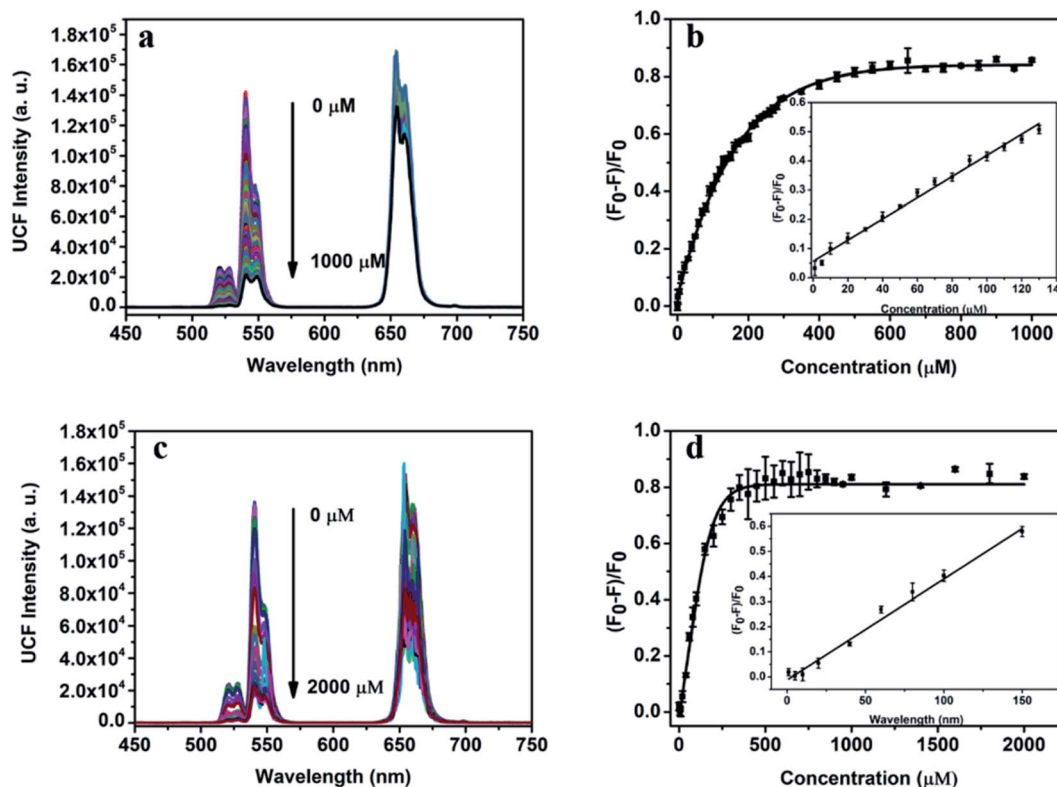 a
1.8x10⁵
1.6x10⁵
1.4x10⁵
1.2x10⁵
1.0x10⁵
8.0x10⁴
6.0x10⁴
4.0x10⁴
2.0x10⁴
0.0
UCF Intensity (a. u.)
0 μM
1000 μM
450 500 550 600 650 700 750
Wavelength (nm)
b
1.0
0.8
0.6
0.4
0.2
0.0
(F₀-F)/F₀
0 200 400 600 800 1000
Concentration (μM)
0.6
0.5
0.4
0.3
0.2
0.1
0.0
(F₀-F)/F₀
20 40 60 80 100 120 14
Concentration (μM)
c
1.8x10⁵
1.6x10⁵
1.4x10⁵
1.2x10⁵
1.0x10⁵
8.0x10⁴
6.0x10⁴
4.0x10⁴
2.0x10⁴
0.0
UCF Intensity (a. u.)
0 μM
2000 μM
450 500 550 600 650 700 750
Wavelength (nm)
d
1.0
0.8
0.6
0.4
0.2
0.0
(F₀-F)/F₀
0 500 1000 1500 2000
Concentration (μM)
0.6
0.5
0.4
0.3
0.2
0.1
0.0
(F₀-F)/F₀
0 50 100 150
Wavelength (nm)